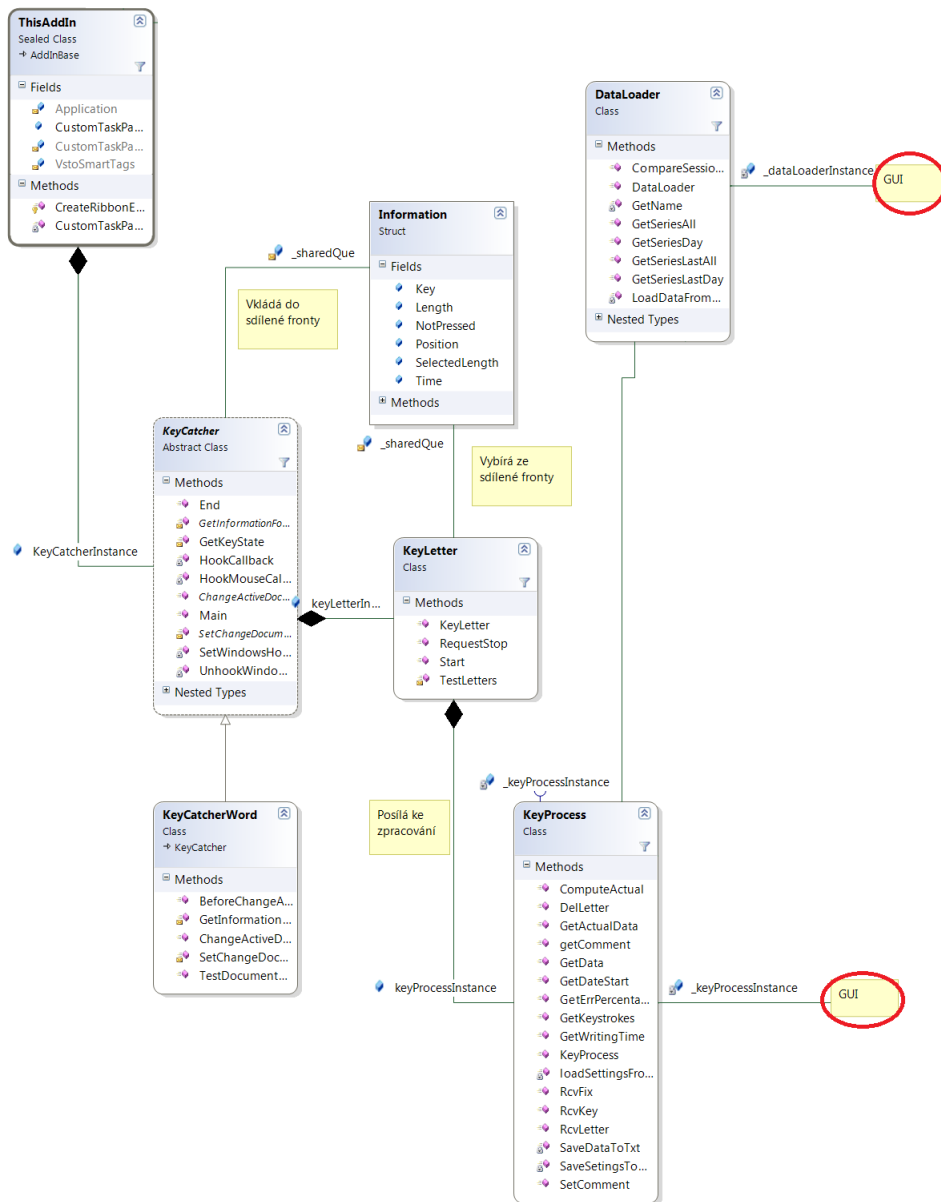 ThisAddIn
Sealed Class
AddInBase
Fields
Application
CustomTaskPa...
CustomTaskPa...
VstoSmartTags
Methods
CreateRibbonE...
CustomTaskPa...
DataLoader
Class
Methods
CompareSessio...
DataLoader
GetName
GetSeriesAll
GetSeriesDay
GetSeriesLastAll
GetSeriesLastDay
LoadDataFrom...
Nested Types
_dataLoaderInstance
GUI
Information
Struct
Fields
Key
Length
NotPressed
Position
SelectedLength
Time
Methods
_sharedQue
Vkládá do
sdílené fronty
_sharedQue
Vybírá ze
sdílené fronty
KeyCatcher
Abstract Class
Methods
End
GetInformationFo...
GetKeyState
HookCallback
HookMouseCal...
ChangeActiveDoc...
Main
SetChangeDocum...
SetWindowsHo...
UnhookWindo...
Nested Types
KeyCatcherInstance
keyLetterIn...
KeyLetter
Class
Methods
KeyLetter
RequestStop
Start
TestLetters
KeyCatcherWord
Class
KeyCatcher
Methods
BeforeChangeA...
GetInformation...
ChangeActiveD...
SetChangeDoc...
TestDocument...
Posílá ke
zpracování
_keyProcessInstance
KeyProcess
Class
Methods
ComputeActual
DelLetter
GetActualData
getComment
GetData
GetDateStart
GetErrPercenta...
GetKeystrokes
GetWritingTime
KeyProcess
loadSettingsFro...
RcvFix
RcvKey
RcvLetter
SaveDataToTxt
SaveSetingsTo...
SetComment
keyProcessInstance
_keyProcessInstance
GUI